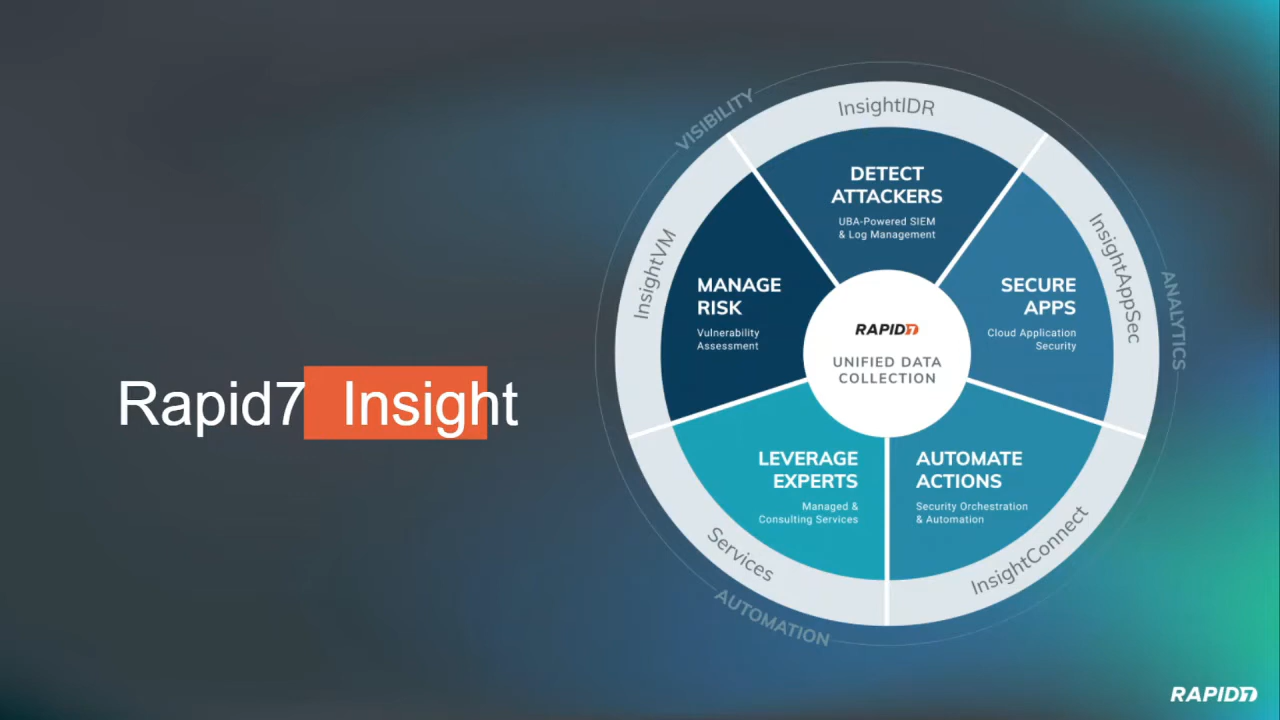 Rapid7 Insight
VISIBILITY
ANALYTICS
AUTOMATION
InsightIDR
DETECT
ATTACKERS
UBA-Powered SIEM
& Log Management
InsightVM
MANAGE
RISK
Vulnerability
Assessment
InsightAppSec
SECURE
APPS
Cloud Application
Security
RAPID7
UNIFIED DATA
COLLECTION
Services
LEVERAGE
EXPERTS
Managed &
Consulting Services
InsightConnect
AUTOMATE
ACTIONS
Security Orchestration
& Automation
RAPID7